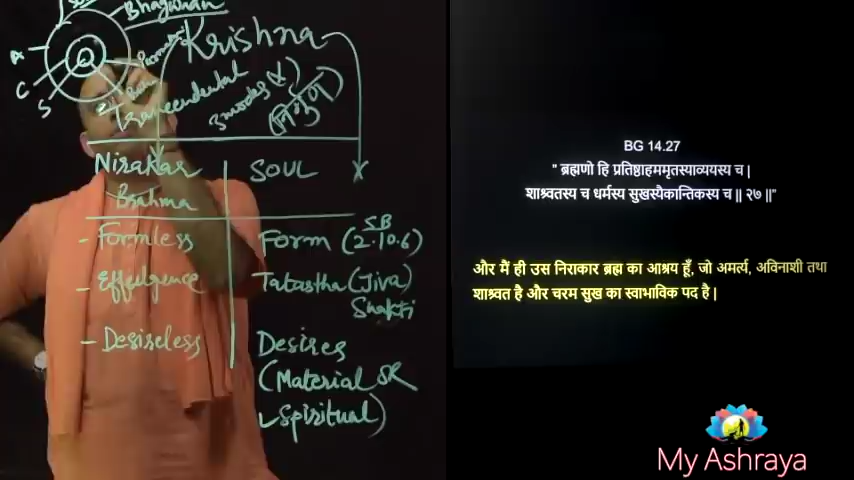 Bhagwan
A
C
S
Krishna
Transcendental
3 modes (x)
(निर्गुण)
Nirakar
Brahma
SOUL
- Formless
- Effulgence
- Desireless
SB
Form (2.10.6)
Tatastha (Jiva)
Shakti
Desires
(Material OR
Spiritual)
BG 14.27
" ब्रह्मणो हि प्रतिष्ठाहममृतस्याव्ययस्य च |
शाश्र्वतस्य च धर्मस्य सुखस्यैकान्तिकस्य च || २७ ||"
और मैं ही उस निराकार ब्रह्म का आश्रय हूँ, जो अमर्त्य, अविनाशी तथा
शाश्र्वत है और चरम सुख का स्वाभाविक पद है |
My Ashraya